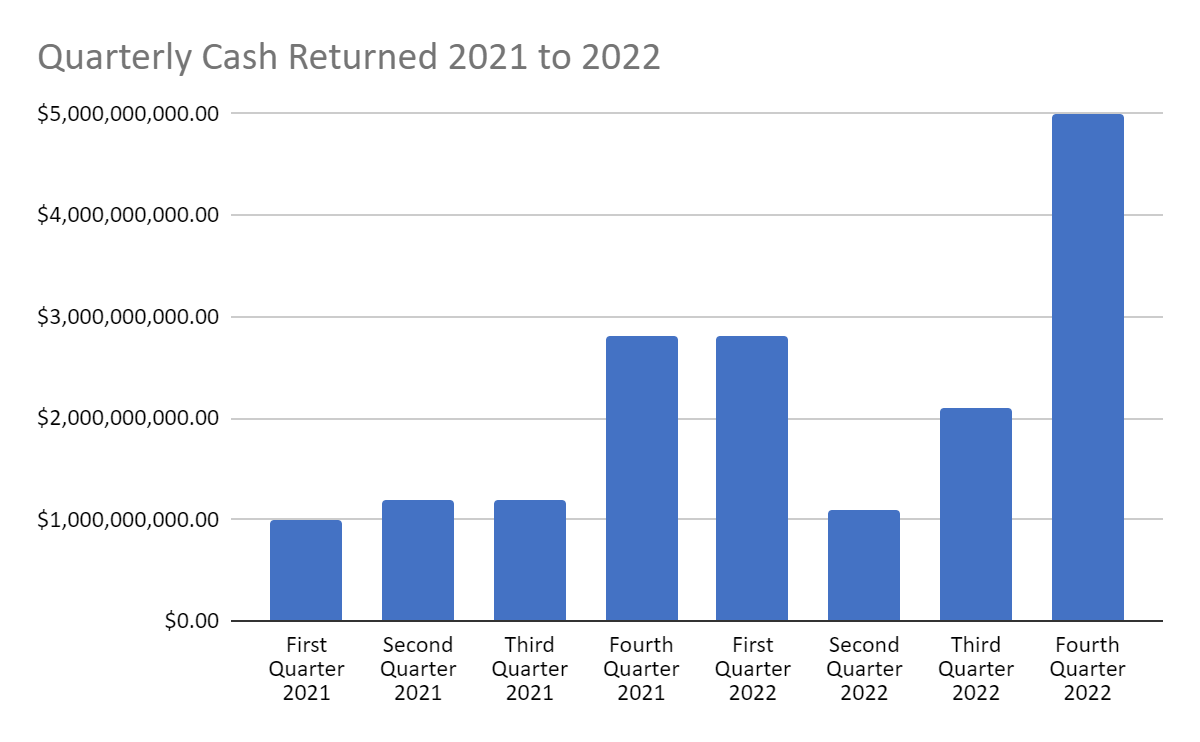 Quarterly Cash Returned 2021 to 2022
$5,000,000,000.00
$4,000,000,000.00
$3,000,000,000.00
$2,000,000,000.00
$1,000,000,000.00
$0.00
First
Quarter
2021
Second
Quarter
2021
Third
Quarter
2021
Fourth
Quarter
2021
First
Quarter
2022
Second
Quarter
2022
Third
Quarter
2022
Fourth
Quarter
2022